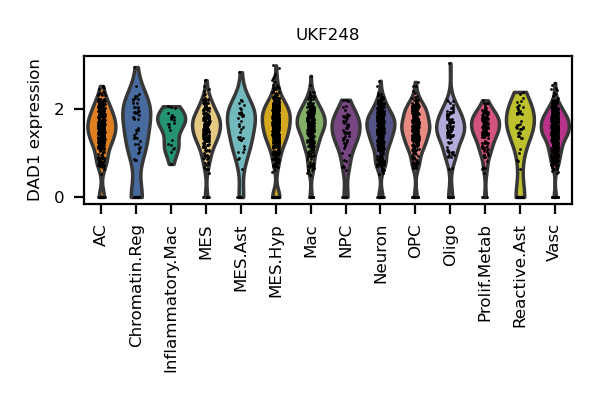 UKF248
DAD1 expression
2
0
AC
Chromatin.Reg
Inflammatory.Mac
MES
MES.Ast
MES.Hyp
Mac
NPC
Neuron
OPC
Oligo
Prolif.Metab
Reactive.Ast
Vasc